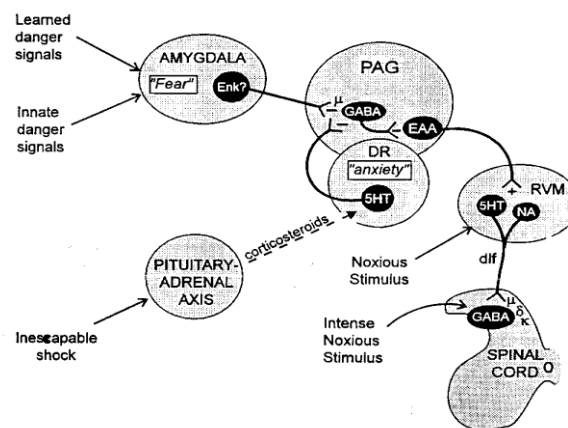 Learned
danger
signals
Innate
danger
signals
AMYGDALA
"Fear"
Enk?
PAG
μ
GABA
EAA
DR
"anxiety"
5HT
corticosteroids
PITUITARY-
ADRENAL
AXIS
Inescapable
shock
+
RVM
5HT
NA
Noxious
Stimulus
dlf
Intense
Noxious
Stimulus
μ
δ
κ
GABA
SPINAL
CORD